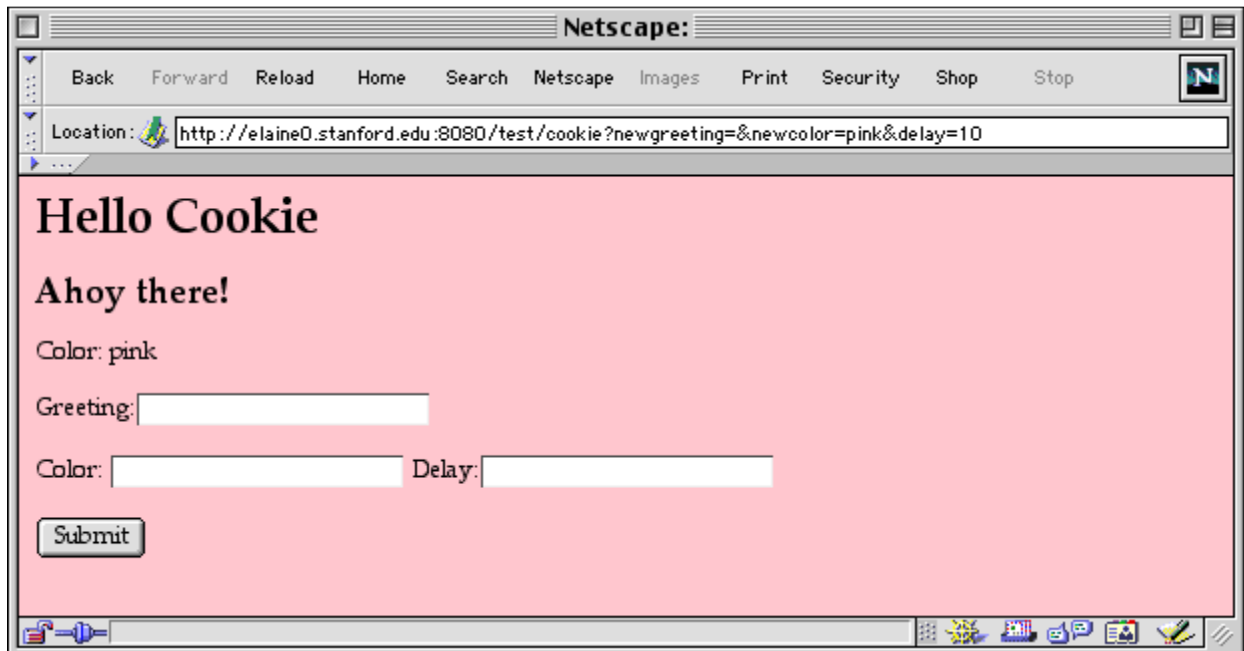 Netscape:
Back Forward Reload Home Search Netscape Images Print Security Shop Stop N
Location: http://elaine0.stanford.edu:8080/test/cookie?newgreeting=&newcolor=pink&delay=10
...
Hello Cookie
Ahoy there!
Color: pink
Greeting:
Color: Delay:
Submit